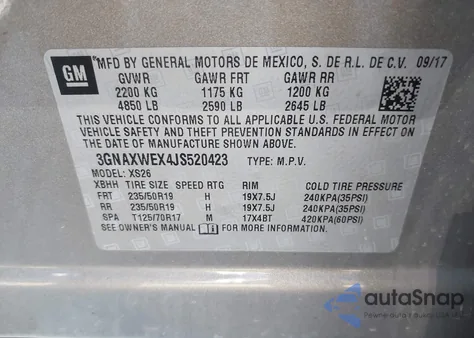 GM
"MFD BY GENERAL MOTORS DE MEXICO, S. DE R.L. DE C.V. 09/17
GVWR GAWR FRT GAWR RR
2200 KG 1175 KG 1200 KG
4850 LB 2590 LB 2645 LB
THIS VEHICLE CONFORMS TO ALL APPLICABLE U.S. FEDERAL MOTOR
VEHICLE SAFETY AND THEFT PREVENTION STANDARDS IN EFFECT ON
THE DATE OF MANUFACTURE SHOWN ABOVE.
3GNAXWEX4JS520423 TYPE: M.P.V.
MODEL: XS26
XBHH TIRE SIZE SPEED RTG RIM COLD TIRE PRESSURE
FRT 235/50R19 H 19X7.5J 240KPA(35PSI)
RR 235/50R19 H 19X7.5J 240KPA(35PSI)
SPA T125/70R17 M 17X4BT 420KPA(60PSI)
SEE OWNER'S MANUAL FOR MORE INFORMATION.
autoSnap
Powered by